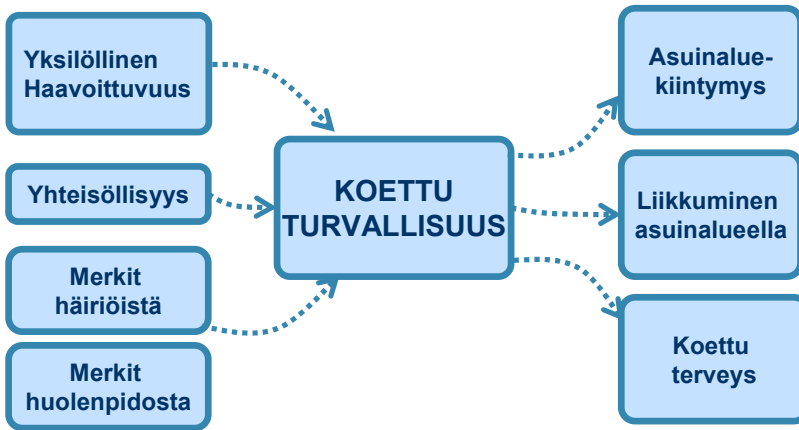 Yksilöllinen
Haavoittuvuus
Yhteisöllisyys
Merkit
häiriöistä
Merkit
huolenpidosta
KOETTU
TURVALLISUUS
Asuinalue-
kiintymys
Liikkuminen
asuinalueella
Koettu
terveys